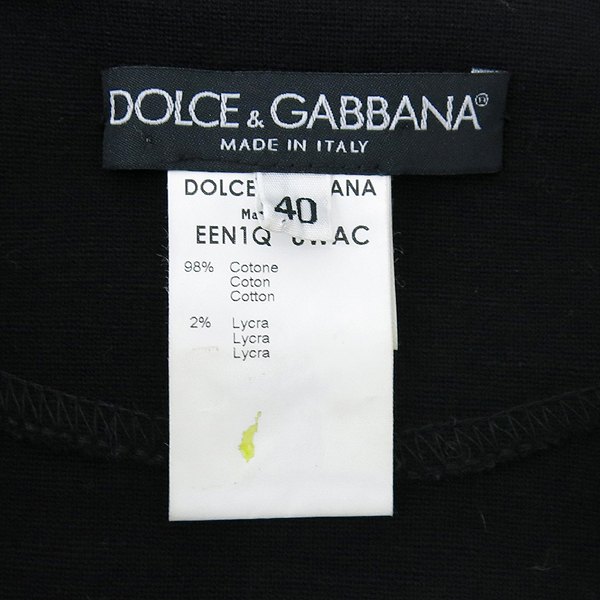 DOLCE & GABBANA
MADE IN ITALY
DOLCE ANA
40
EEN1Q
98% Cotone
Coton
Cotton
2% Lycra
Lycra
Lycra